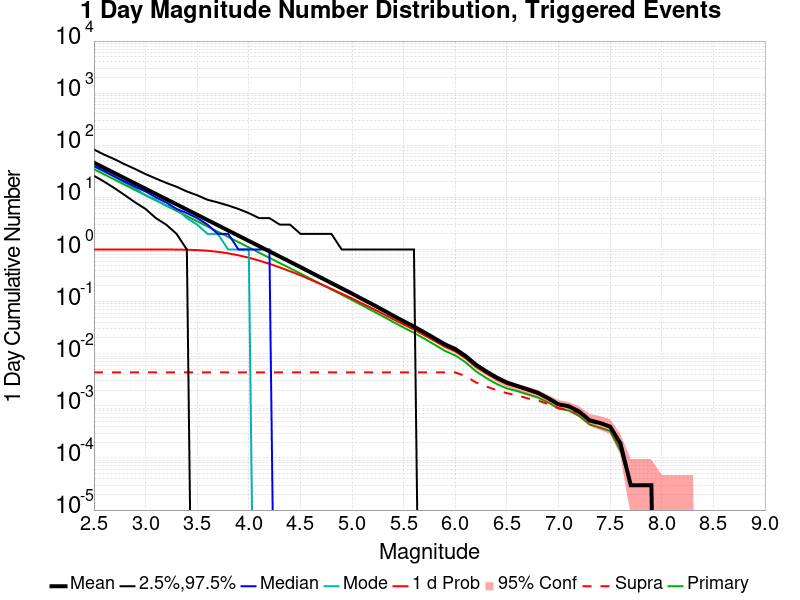 1 Day Magnitude Number Distribution, Triggered Events
10 4
10 3
10 2
10 1
10 0
10 -1
10 -2
10 -3
10 -4
10 -5
1 Day Cumulative Number
2.5 3.0 3.5 4.0 4.5 5.0 5.5 6.0 6.5 7.0 7.5 8.0 8.5 9.0
Magnitude
Mean 2.5%,97.5% Median Mode 1 d Prob 95% Conf Supra Primary